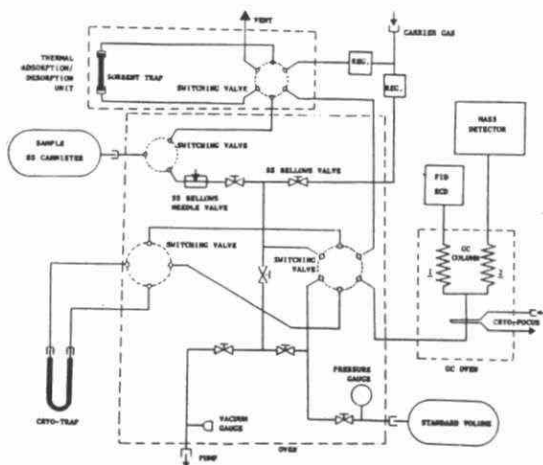 VENT
CARRIER GAS
THERMAL
ADSORPTION/
DESORPTION
UNIT
SORBENT TRAP
SWITCHING VALVE
REG.
REG.
MASS
DETECTOR
SAMPLE
SS CANNISTER
SWITCHING VALVE
FID
ECD
SS BELLOWS VALVE
SS BELLOWS
NEEDLE VALVE
SWITCHING VALVE
SWITCHING
VALVE
GC
COLUMN
1
2
CRYO-FOCUS
GC OVEN
PRESSURE
GAUGE
CRYO-TRAP
VACUUM
GAUGE
STANDARD VOLUME
OVEN
PUMP